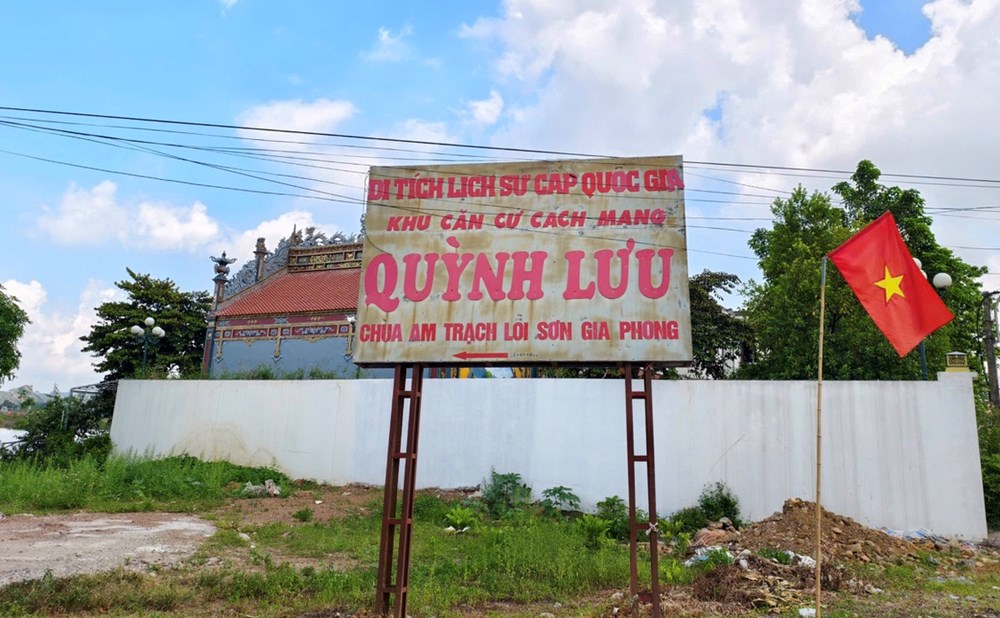 DI TÍCH LỊCH SỬ CẤP QUỐC GIA
KHU CĂN CỨ CÁCH MẠNG
QUỲNH LƯU
CHÙA AM TRẠCH LÔI SƠN GIA PHONG